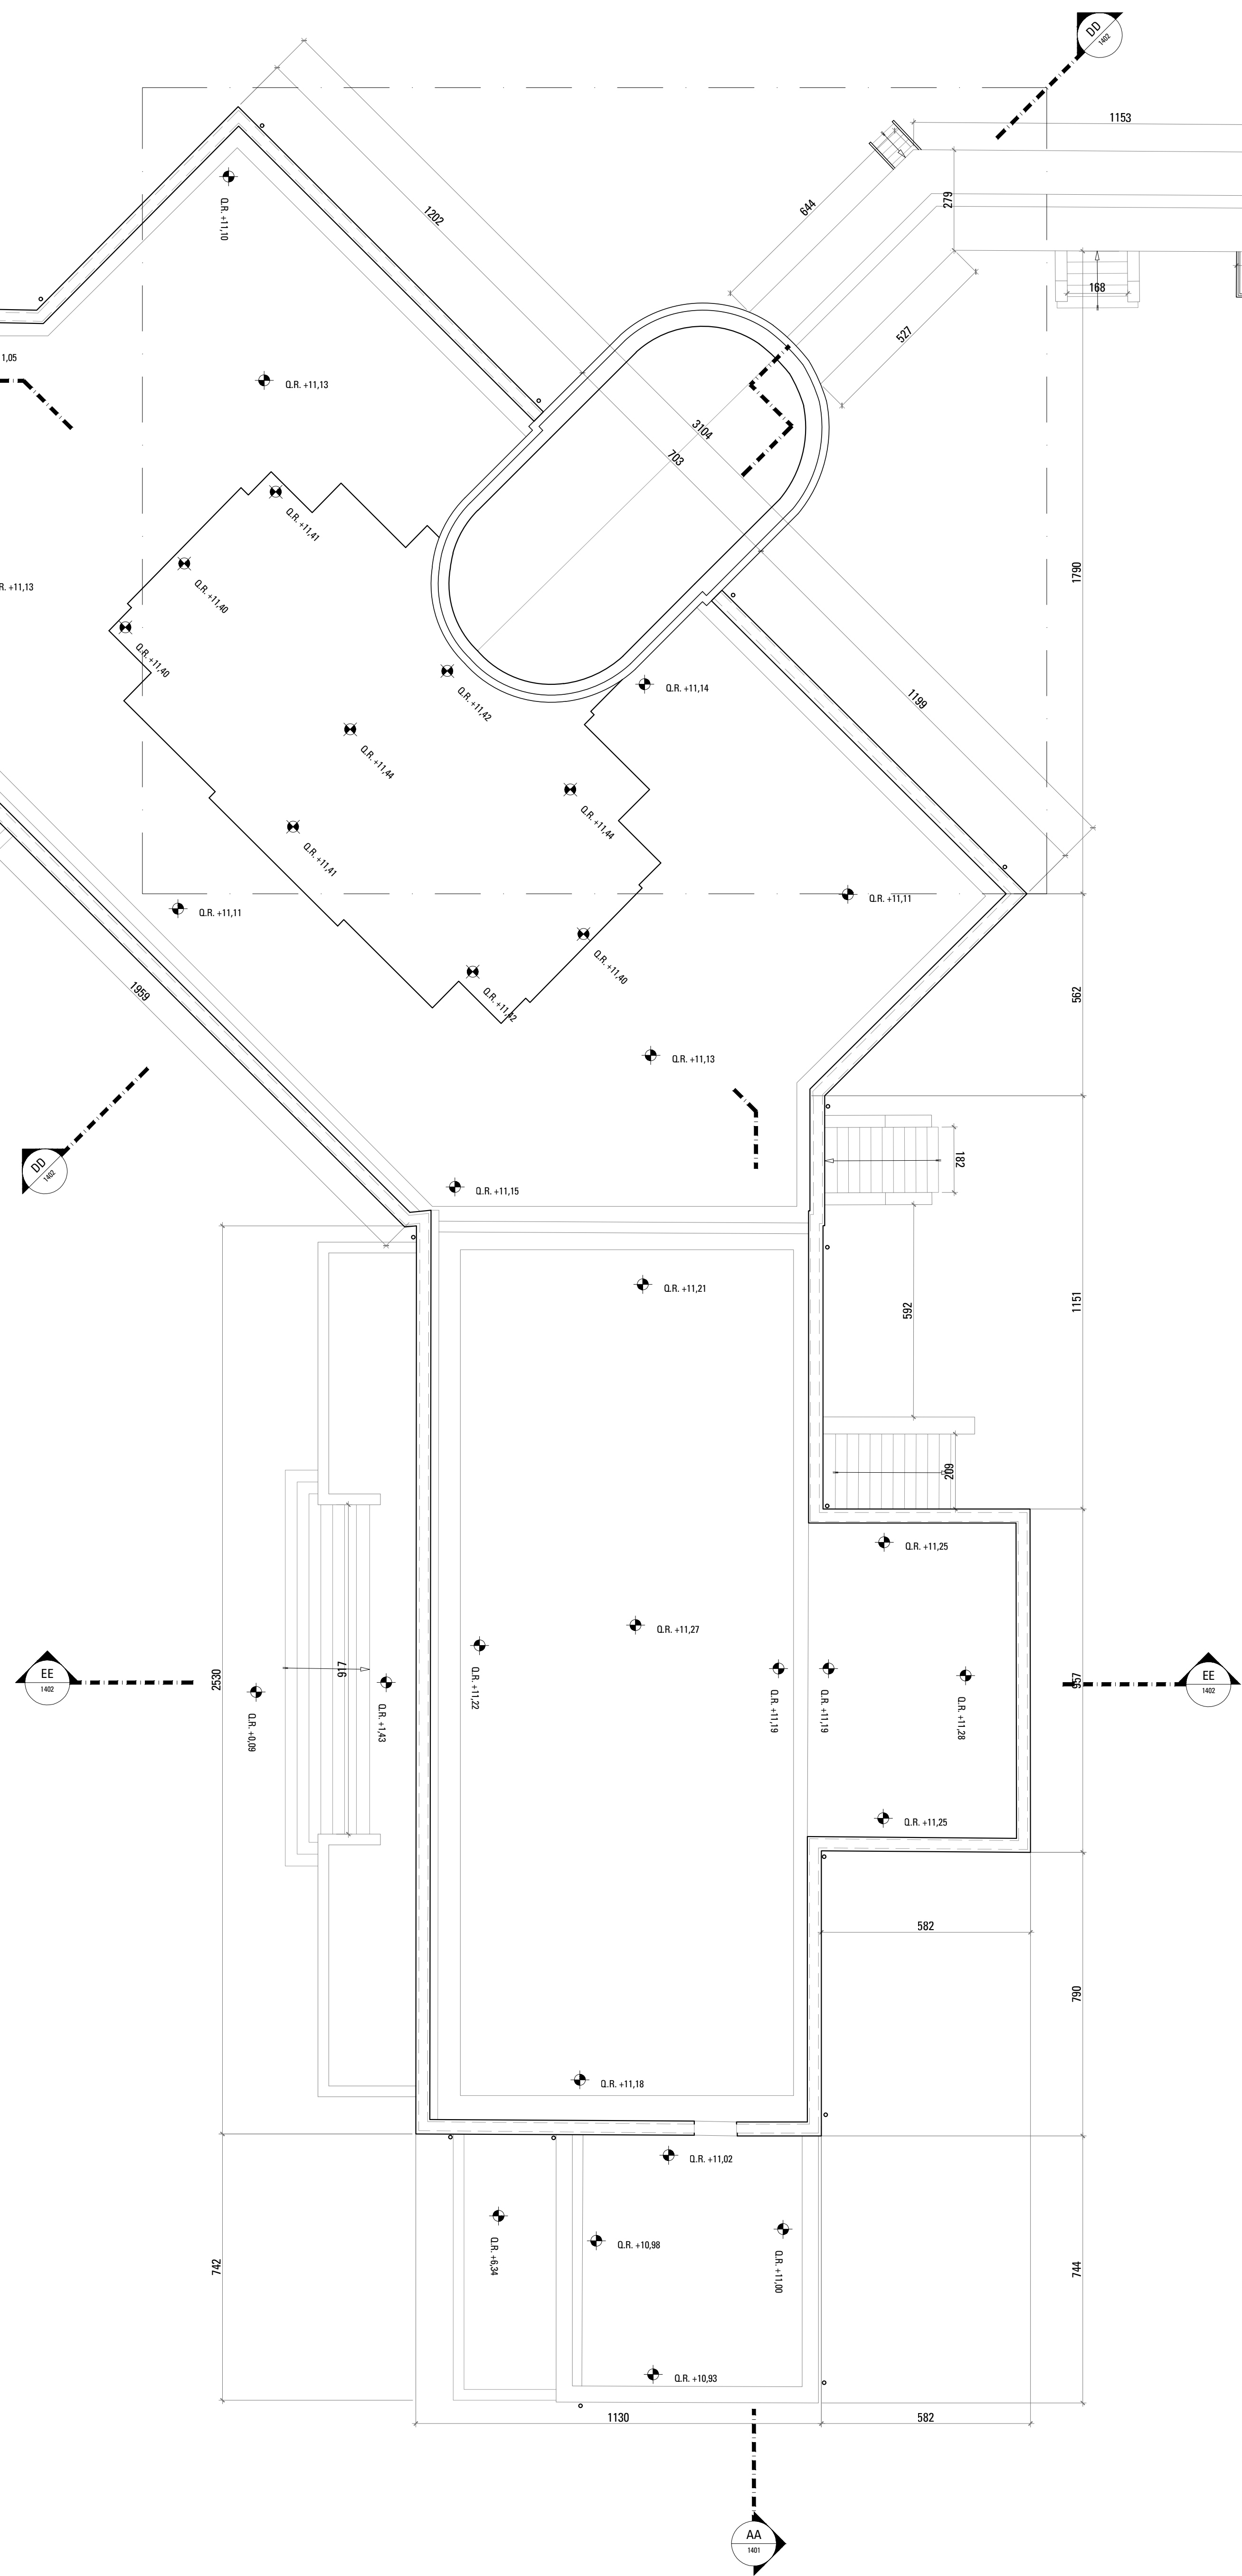 DD
1402
1153
279
644
168
527
1202
Q.R. +11,10
1,05
Q.R. +11,13
3104
703
Q.R. +11,41
Q.R. +11,40
R. +11,13
Q.R. +11,40
1790
Q.R. +11,42
Q.R. +11,14
1199
Q.R. +11,44
Q.R. +11,44
Q.R. +11,41
Q.R. +11,11
Q.R. +11,11
Q.R. +11,40
Q.R. +11,42
1959
562
Q.R. +11,13
DD
1402
182
Q.R. +11,15
Q.R. +11,21
592
1151
209
Q.R. +11,25
Q.R. +11,27
EE
1402
2530
917
Q.R. +0,09
Q.R. +1,43
Q.R. +11,22
Q.R. +11,19
Q.R. +11,19
Q.R. +11,28
957
EE
1402
Q.R. +11,25
582
790
Q.R. +11,18
Q.R. +11,02
742
Q.R. +6,34
Q.R. +10,98
Q.R. +11,00
744
Q.R. +10,93
1130
582
AA
1401